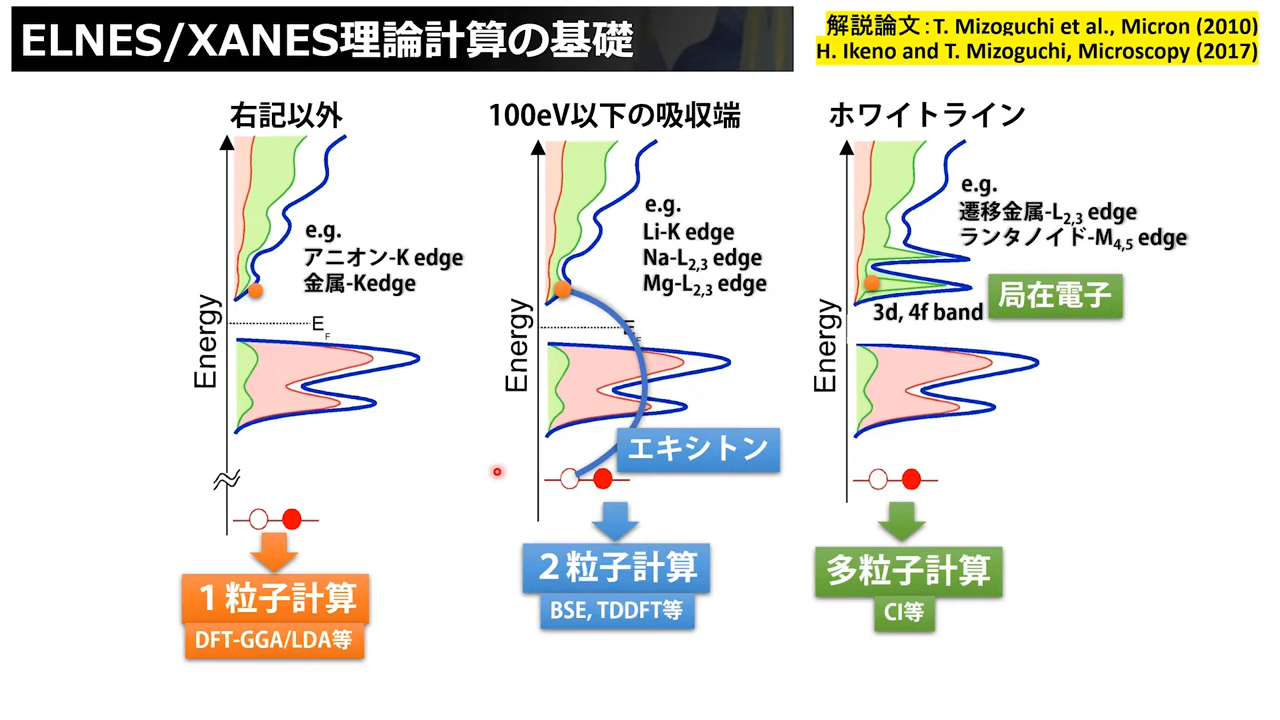 ELNES/XANES理論計算の基礎
解説論文：T. Mizoguchi et al., Micron (2010)
H. Ikeno and T. Mizoguchi, Microscopy (2017)
右記以外
e.g.
アニオン-K edge
金属-Kedge
Energy
E_F
１粒子計算
DFT-GGA/LDA等
100eV以下の吸収端
e.g.
Li-K edge
Na-L2,3 edge
Mg-L2,3 edge
Energy
E_F
エキシトン
２粒子計算
BSE, TDDFT等
ホワイトライン
e.g.
遷移金属-L2,3 edge
ランタノイド-M4,5 edge
局在電子
3d, 4f band
Energy
多粒子計算
CI等